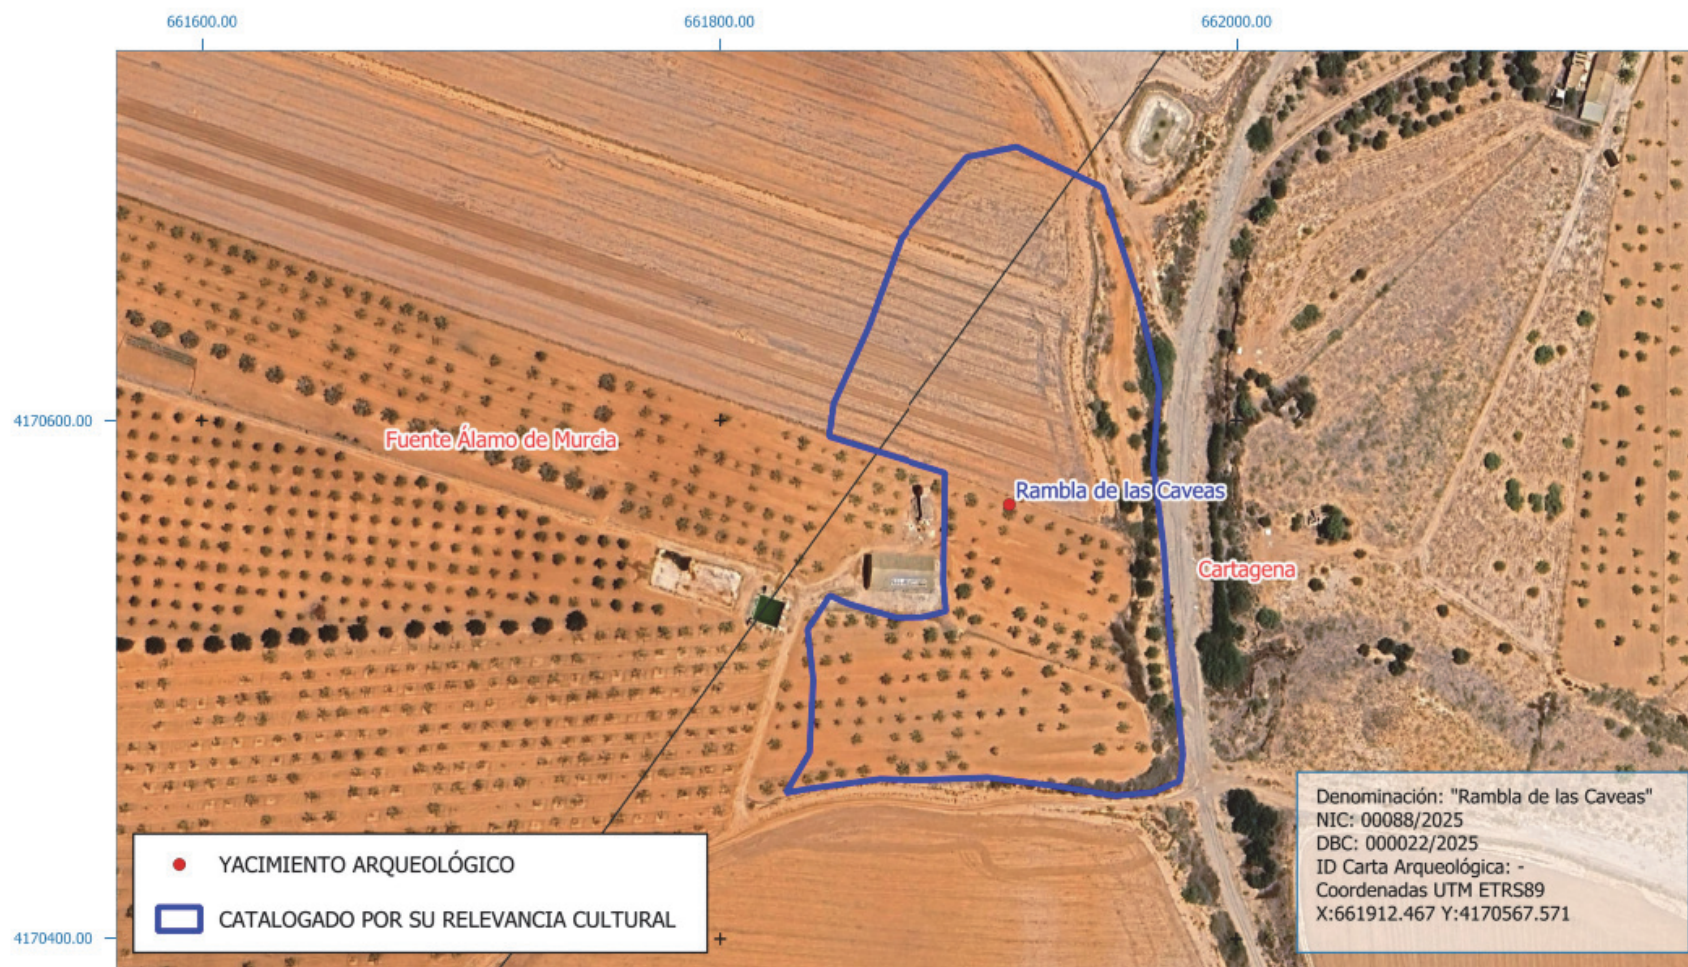 661600.00
661800.00
662000.00
4170600.00
Fuente Álamo de Murcia
Rambla de las Caveas
Cartagena
Denominación: "Rambla de las Caveas"
NIC: 00088/2025
DBC: 000022/2025
ID Carta Arqueológica: -
Coordenadas UTM ETRS89
X:661912.467 Y:4170567.571
YACIMIENTO ARQUEOLÓGICO
CATALOGADO POR SU RELEVANCIA CULTURAL
4170400.00